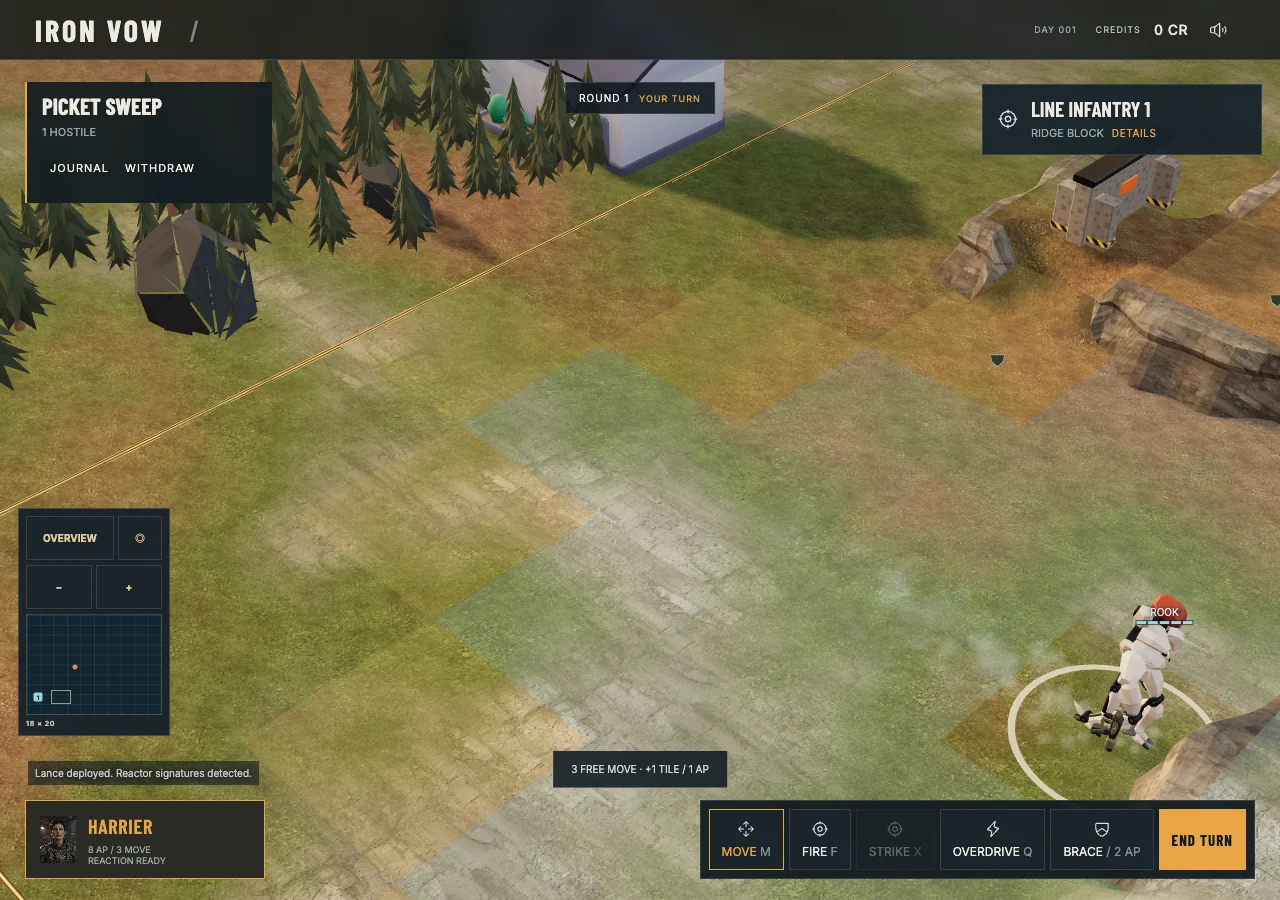 IRON VOW /
DAY 001 CREDITS 0 CR
PICKET SWEEP
1 HOSTILE
JOURNAL WITHDRAW
ROUND 1 YOUR TURN
LINE INFANTRY 1
RIDGE BLOCK DETAILS
OVERVIEW
− +
1
18 × 20
ROOK
Lance deployed. Reactor signatures detected.
3 FREE MOVE · +1 TILE / 1 AP
HARRIER
8 AP / 3 MOVE
REACTION READY
MOVE M
FIRE F
STRIKE X
OVERDRIVE Q
BRACE / 2 AP
END TURN